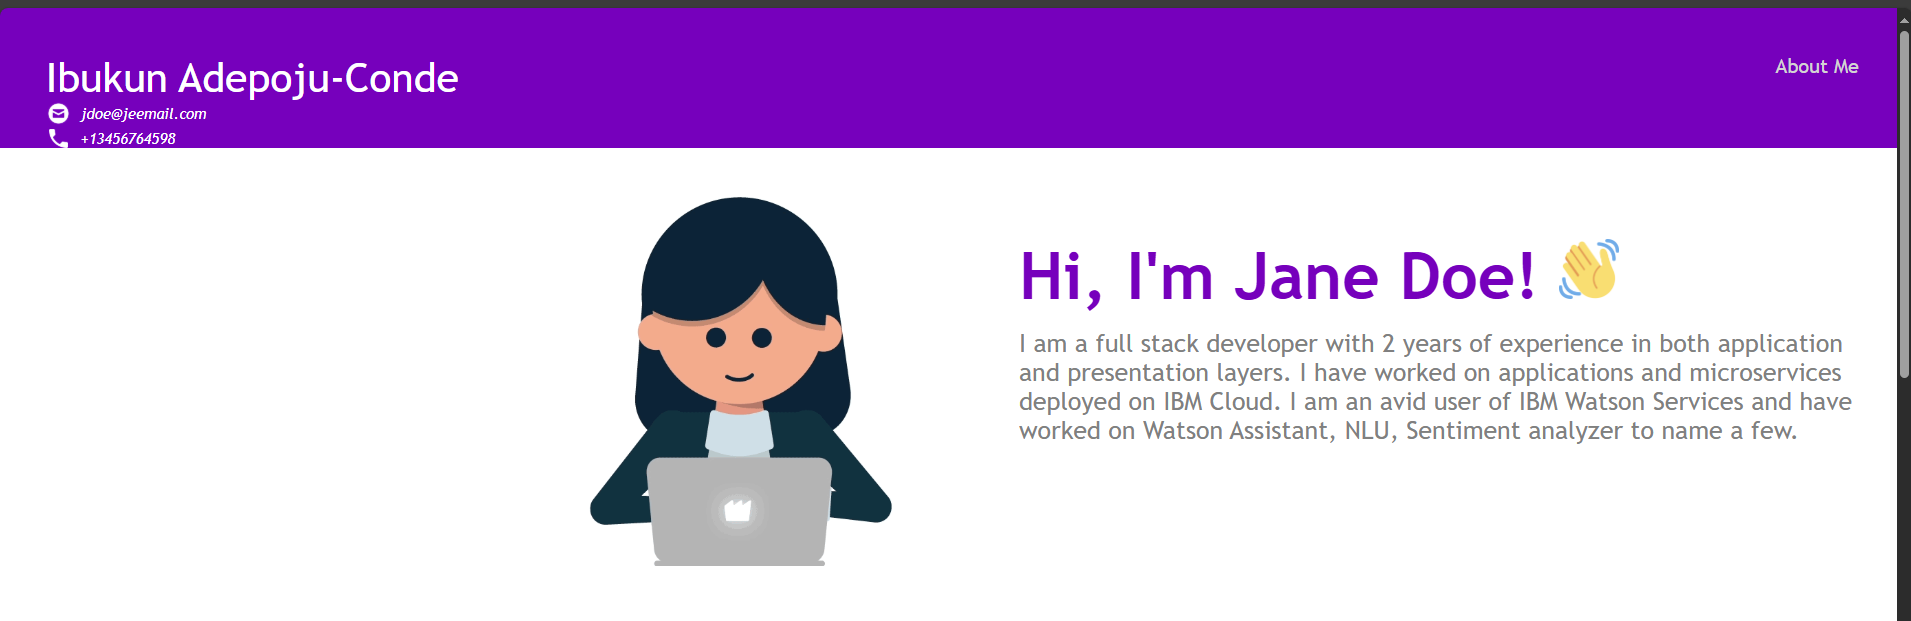 Ibukun Adepoju-Conde
About Me
jdoe@jeemail.com
+13456764598
Hi, I'm Jane Doe! 👋
I am a full stack developer with 2 years of experience in both application
and presentation layers. I have worked on applications and microservices
deployed on IBM Cloud. I am an avid user of IBM Watson Services and have
worked on Watson Assistant, NLU, Sentiment analyzer to name a few.